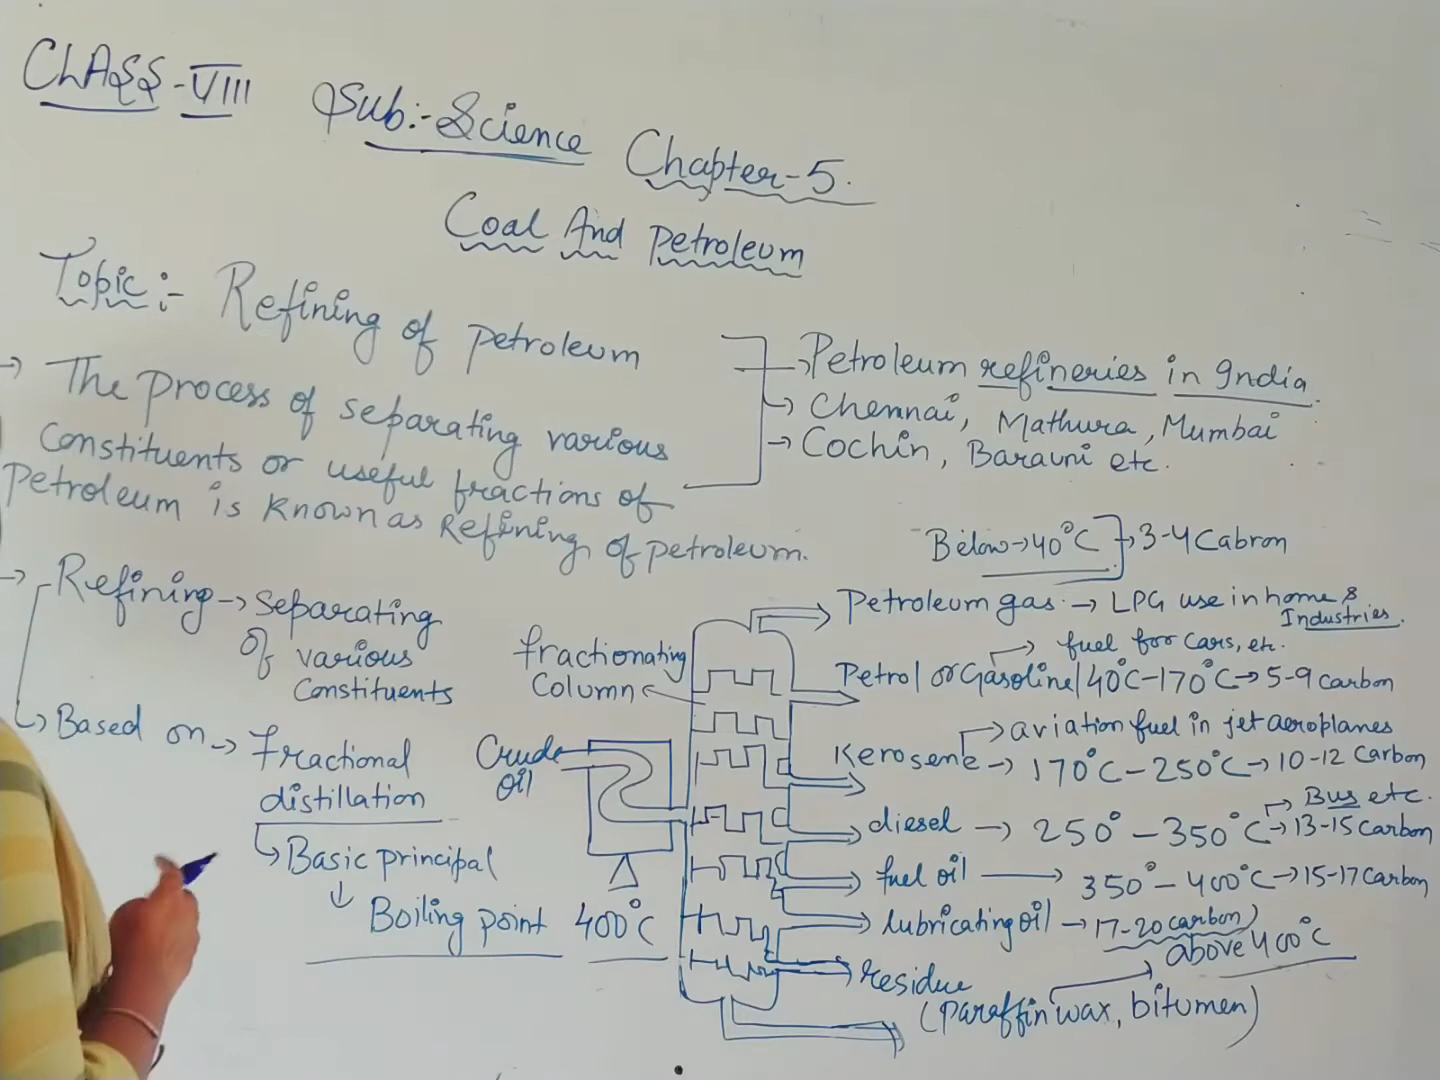 CLASS-VIII
Sub:- Science Chapter-5.
Coal And Petroleum
Topic:- Refining of petroleum
→ The process of separating various
constituents or useful fractions of
petroleum is known as Refining of petroleum.
→ Petroleum refineries in India.
→ Chennai, Mathura, Mumbai
→ Cochin, Barauni etc.
→ Refining → separating
of various
constituents
→ Based on → fractional
distillation
→ Basic principal
↓
Boiling point 400°C
fractionating
column
Crude
oil
Below → 40°C → 3-4 Cabron
Petroleum gas → LPG use in home &
Industries.
→ fuel for cars, etc.
Petrol or Gasoline/40°C-170°C → 5-9 carbon
→ aviation fuel in jet aeroplanes
Kerosene → 170°C-250°C → 10-12 Carbon
→ Bus etc.
diesel → 250°-350°C → 13-15 carbon
fuel oil → 350°-400°C → 15-17 Carbon
lubricating oil → 17-20 carbon)
above 400°C
residue
(Paraffin wax, bitumen)